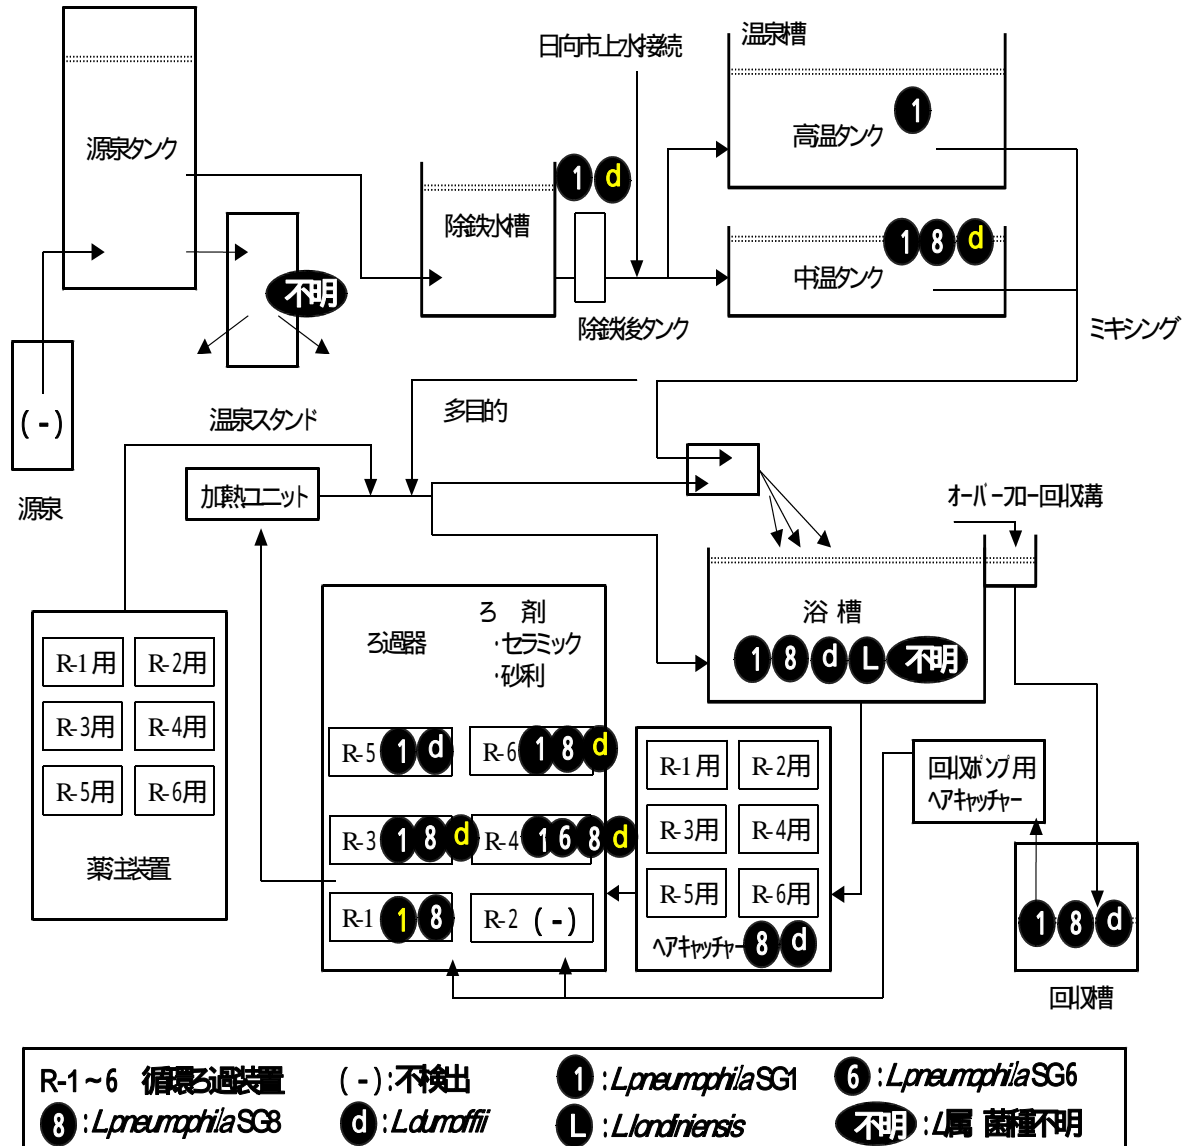 日向市上水接続
温泉槽
源泉タンク
高温タンク
1
1 d
除鉄水槽
中温タンク
1 8 d
不明
除鉄後タンク
ミキシング
(-)
源泉
温泉スタンド
多目的
加熱ユニット
オーバーフロー回収溝
浴槽
1 8 d L 不明
ろ過器
ろ 剤
・セラミック
・砂利
R-1用
R-2用
R-3用
R-4用
R-5用
R-6用
薬注装置
R-5 1 d
R-6 1 8 d
R-3 1 8 d
R-4 1 6 8 d
R-1 1 8
R-2 (-)
R-1用
R-2用
R-3用
R-4用
R-5用
R-6用
ヘアキャッチャー 8 d
回収ポンプ用
ヘアキャッチャー
1 8 d
回収槽
R-1~6 循環ろ過装置 (-):不検出 1:L.pneumophila SG1 6:L.pneumophila SG6
8:L.pneumophila SG8 d:L.dumoffii L:L.londiniensis 不明:L属 菌種不明